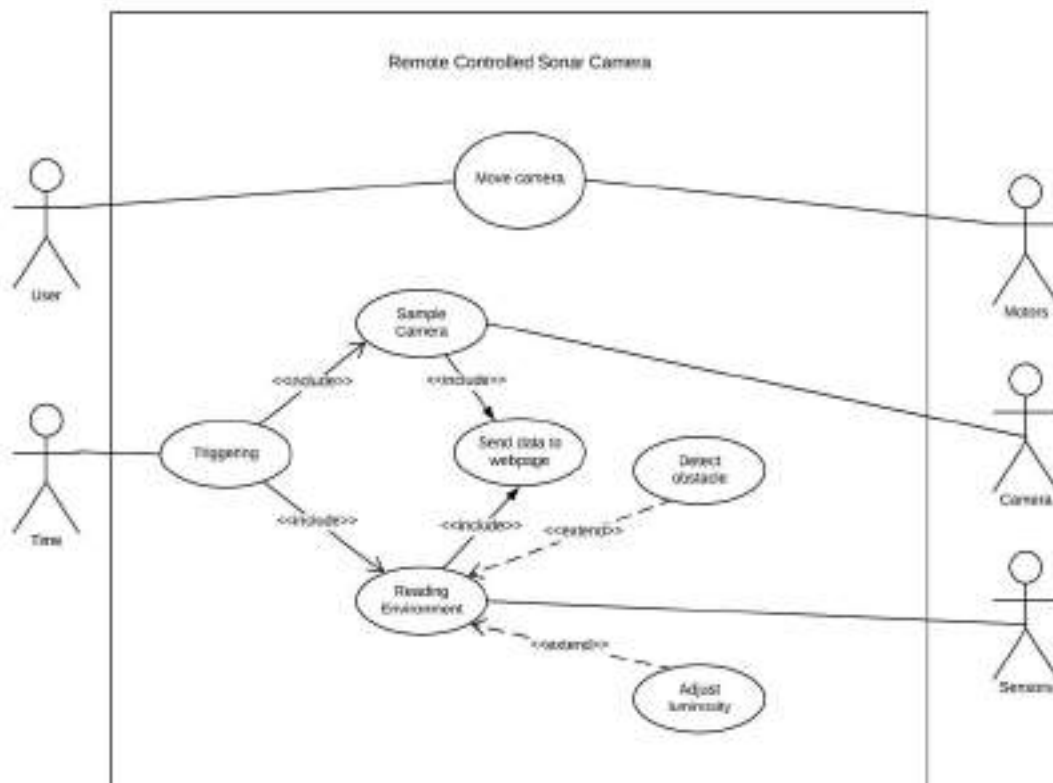 Remote Controlled Sonar Camera
Move camera
User
Motors
Sample
Camera
<<include>>
<<include>>
Triggering
Send data to
webpage
Detect
obstacle
Time
Camera
<<include>>
<<include>>
<<extend>>
Reading
Environment
<<extend>>
Adjust
luminosity
Sensors